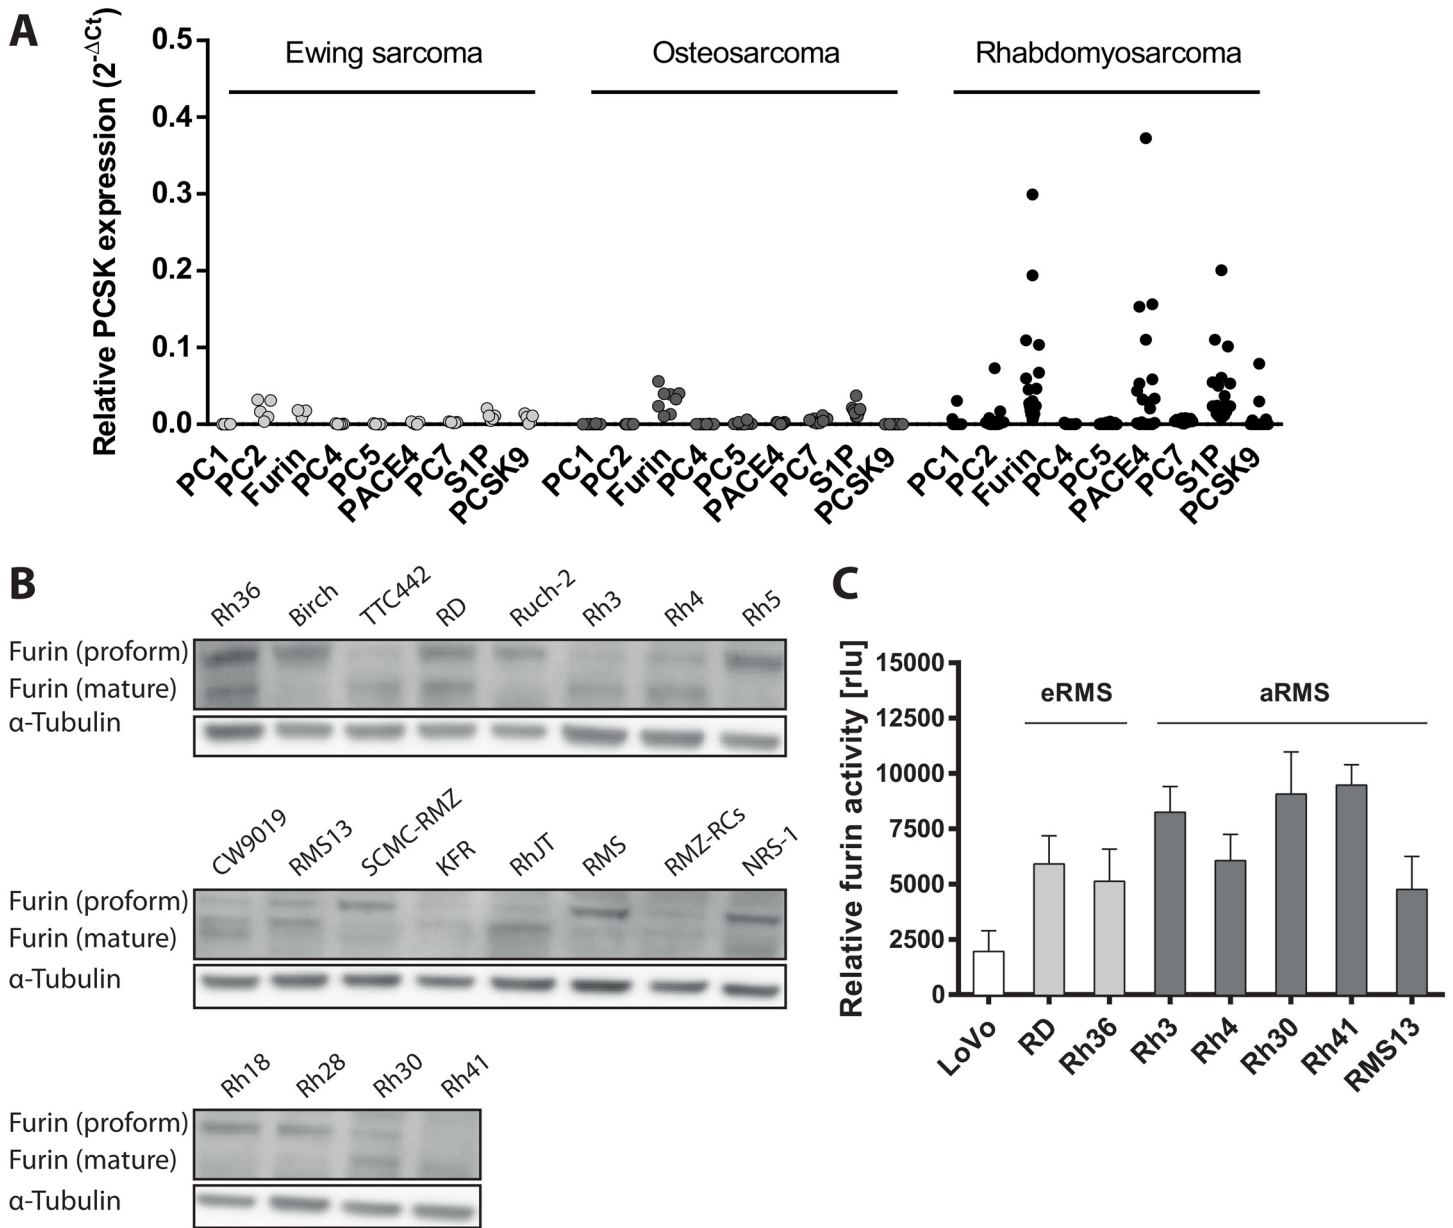 A
Relative PCSK expression (2^-ΔCt)
0.5
0.4
0.3
0.2
0.1
0.0
Ewing sarcoma
Osteosarcoma
Rhabdomyosarcoma
PC1
PC2
Furin
PC4
PC5
PACE4
PC7
S1P
PCSK9
PC1
PC2
Furin
PC4
PC5
PACE4
PC7
S1P
PCSK9
PC1
PC2
Furin
PC4
PC5
PACE4
PC7
S1P
PCSK9
B
Rh36 Birch TTC442 RD Ruch-2 Rh3 Rh4 Rh5
Furin (proform)
Furin (mature)
α-Tubulin
CW9019 RMS13 SCMC-RMZ KFR RhJT RMS RMZ-RCs NRS-1
Furin (proform)
Furin (mature)
α-Tubulin
Rh18 Rh28 Rh30 Rh41
Furin (proform)
Furin (mature)
α-Tubulin
C
Relative furin activity [rlu]
15000
12500
10000
7500
5000
2500
0
eRMS
aRMS
LoVo
RD
Rh36
Rh3
Rh4
Rh30
Rh41
RMS13